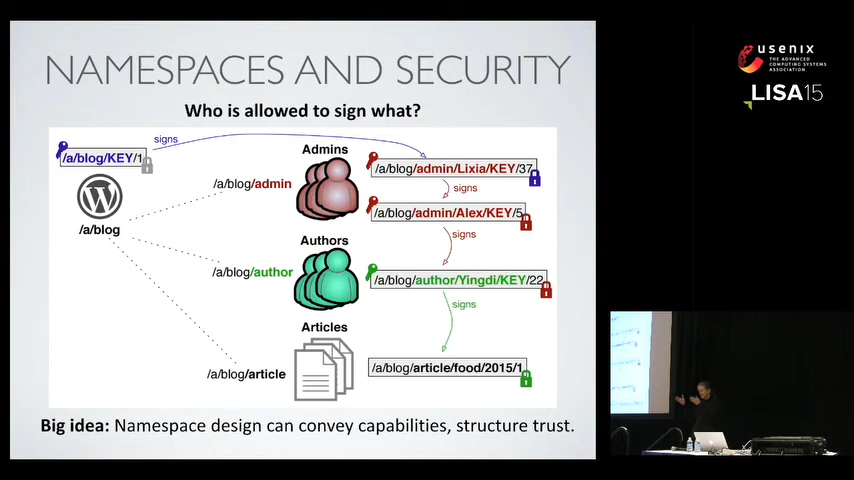 NAMESPACES AND SECURITY
Who is allowed to sign what?
/a/blog/KEY/1
signs
Admins
/a/blog/admin
/a/blog/admin/Lixia/KEY/37
signs
/a/blog/admin/Alex/KEY/5
/a/blog
signs
Authors
/a/blog/author
/a/blog/author/Yingdi/KEY/22
signs
Articles
/a/blog/article
/a/blog/article/food/2015/1
Big idea: Namespace design can convey capabilities, structure trust.
usenix
THE ADVANCED
COMPUTING SYSTEMS
ASSOCIATION
LISA15